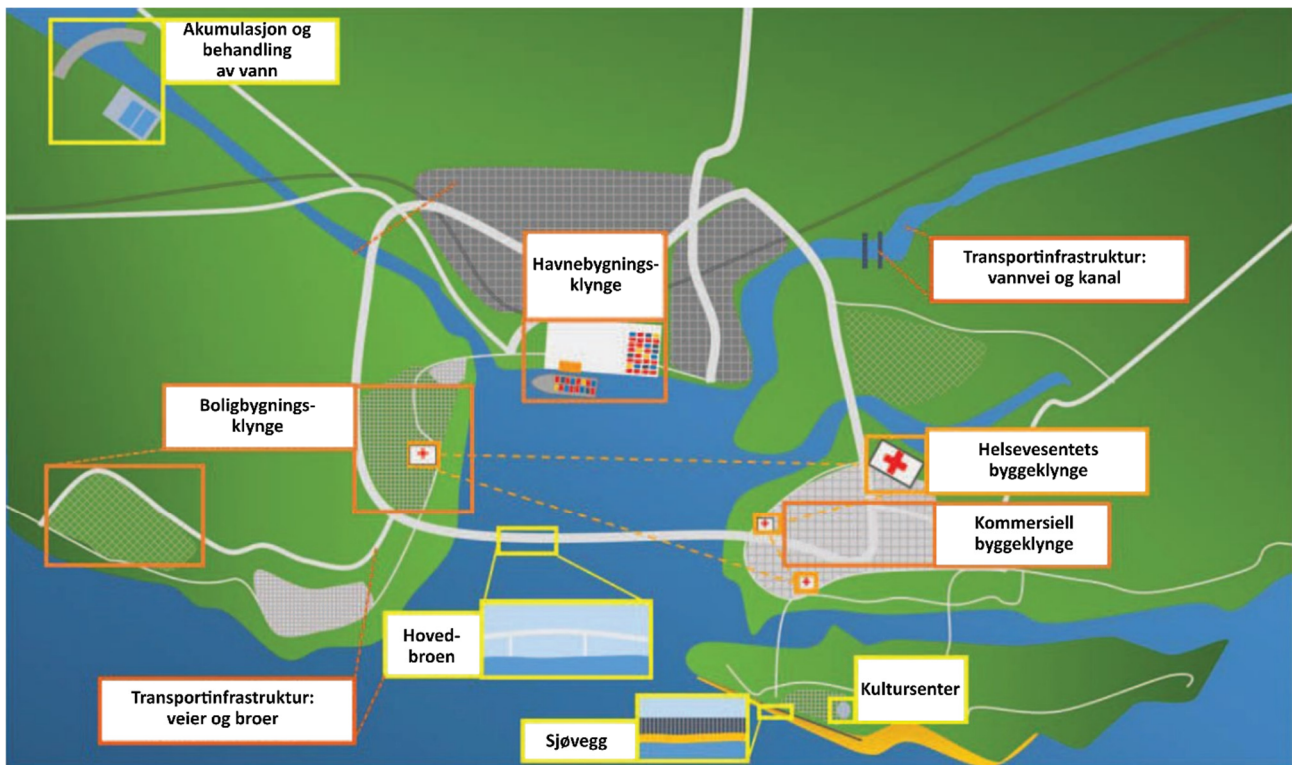 Akumulasjon og
behandling
av vann
Havnebygnings-
klynge
Transportinfrastruktur:
vannvei og kanal
Boligbygnings-
klynge
Helsevesentets
byggeklynge
Kommersiell
byggeklynge
Hoved-
broen
Transportinfrastruktur:
veier og broer
Kultursenter
Sjøvegg